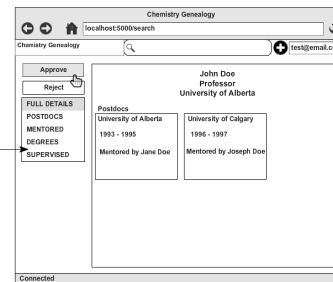 Chemistry Genealogy
localhost:5000/search
Chemistry Genealogy
test@email.co
Approve
Reject
FULL DETAILS
POSTDOCS
MENTORED
DEGREES
SUPERVISED
John Doe
Professor
University of Alberta
Postdocs
University of Alberta
1993 - 1995
Mentored by Jane Doe
University of Calgary
1996 - 1997
Mentored by Joseph Doe
Connected